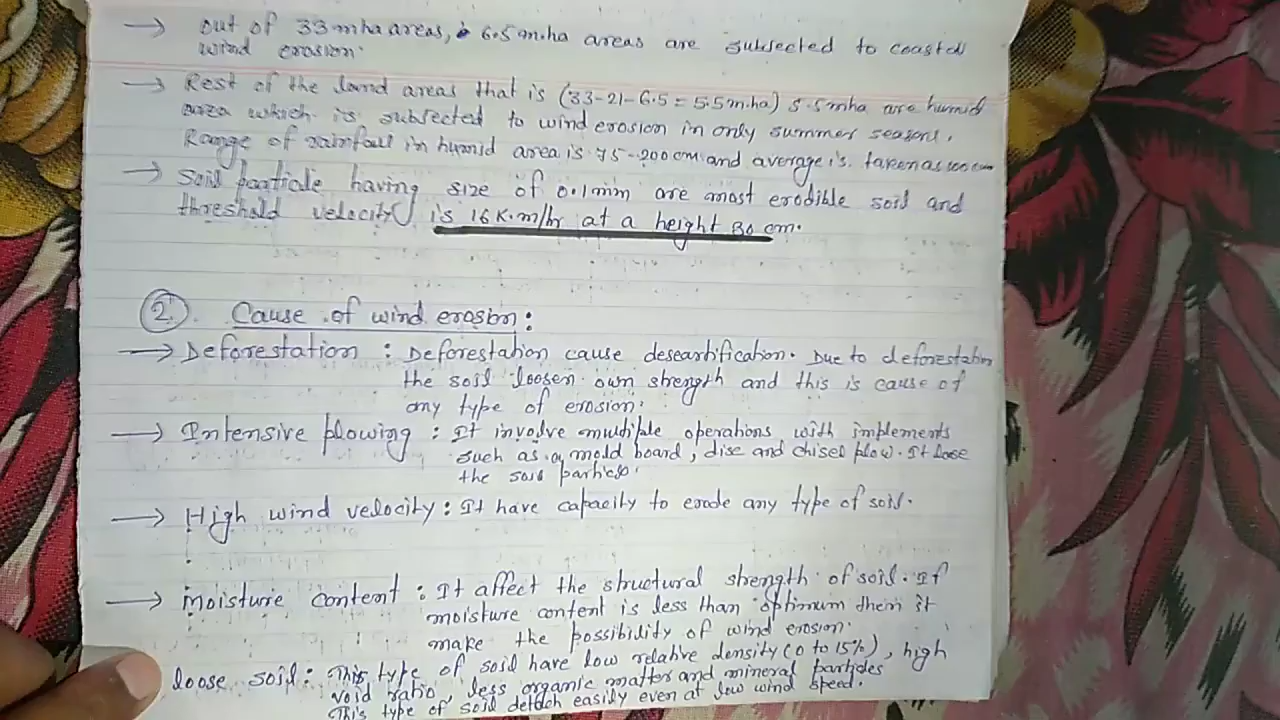 → out of 33 mha areas, 6.5 m.ha areas are subjected to coastal
wind erosion.
→ Rest of the land areas that is (33-21-6.5 = 5.5m.ha) 5.5mha are humid
area which is subjected to wind erosion in only summer season.
Range of rainfall in humid area is 75-200 cm and average is taken as 100 cm
→ Soil particle having size of 0.1mm are most erodible soil and
threshold velocity is 16 K.m/hr at a height 30 cm.
2. Cause of wind erosion:
→ Deforestation : Deforestation cause deseartification. Due to deforestation
the soil loosen own strength and this is cause of
any type of erosion.
→ Intensive plowing : It involve multiple operations with implements
such as a mold board, disc and chisel plow. It lose
the soil particles.
→ High wind velocity : It have capacity to erode any type of soil.
→ Moisture content : It affect the structural strength of soil. If
moisture content is less than optimum then it
make the possibility of wind erosion.
loose soil : This type of soil have low relative density (0 to 15%), high
void ratio, less organic matter and mineral particles
This type of soil detach easily even at low wind speed.